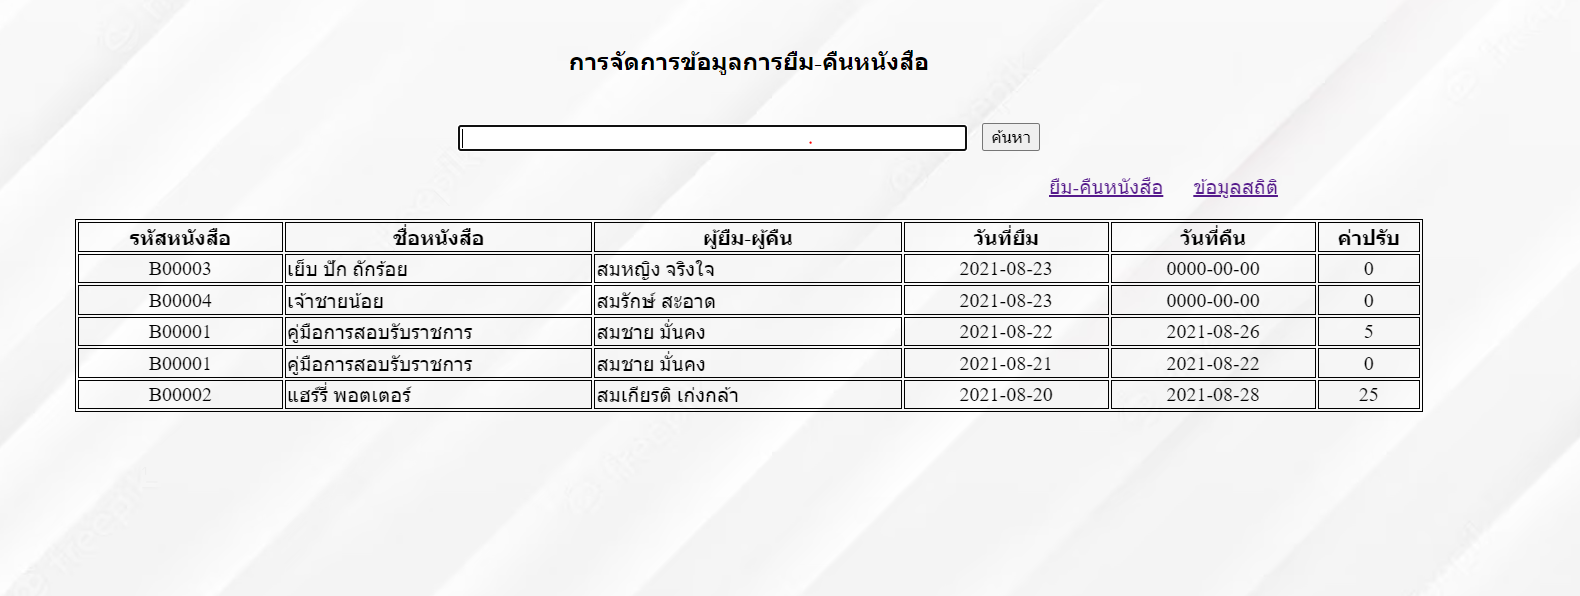 การจัดการข้อมูลการยืม-คืนหนังสือ
ค้นหา
ยืม-คืนหนังสือ ข้อมูลสถิติ
รหัสหนังสือ ชื่อหนังสือ ผู้ยืม-ผู้คืน วันที่ยืม วันที่คืน ค่าปรับ
B00003 เย็บ ปัก ถักร้อย สมหญิง จริงใจ 2021-08-23 0000-00-00 0
B00004 เจ้าชายน้อย สมรักษ์ สะอาด 2021-08-23 0000-00-00 0
B00001 คู่มือการสอบรับราชการ สมชาย มั่นคง 2021-08-22 2021-08-26 5
B00001 คู่มือการสอบรับราชการ สมชาย มั่นคง 2021-08-21 2021-08-22 0
B00002 แฮร์รี่ พอตเตอร์ สมเกียรติ เก่งกล้า 2021-08-20 2021-08-28 25